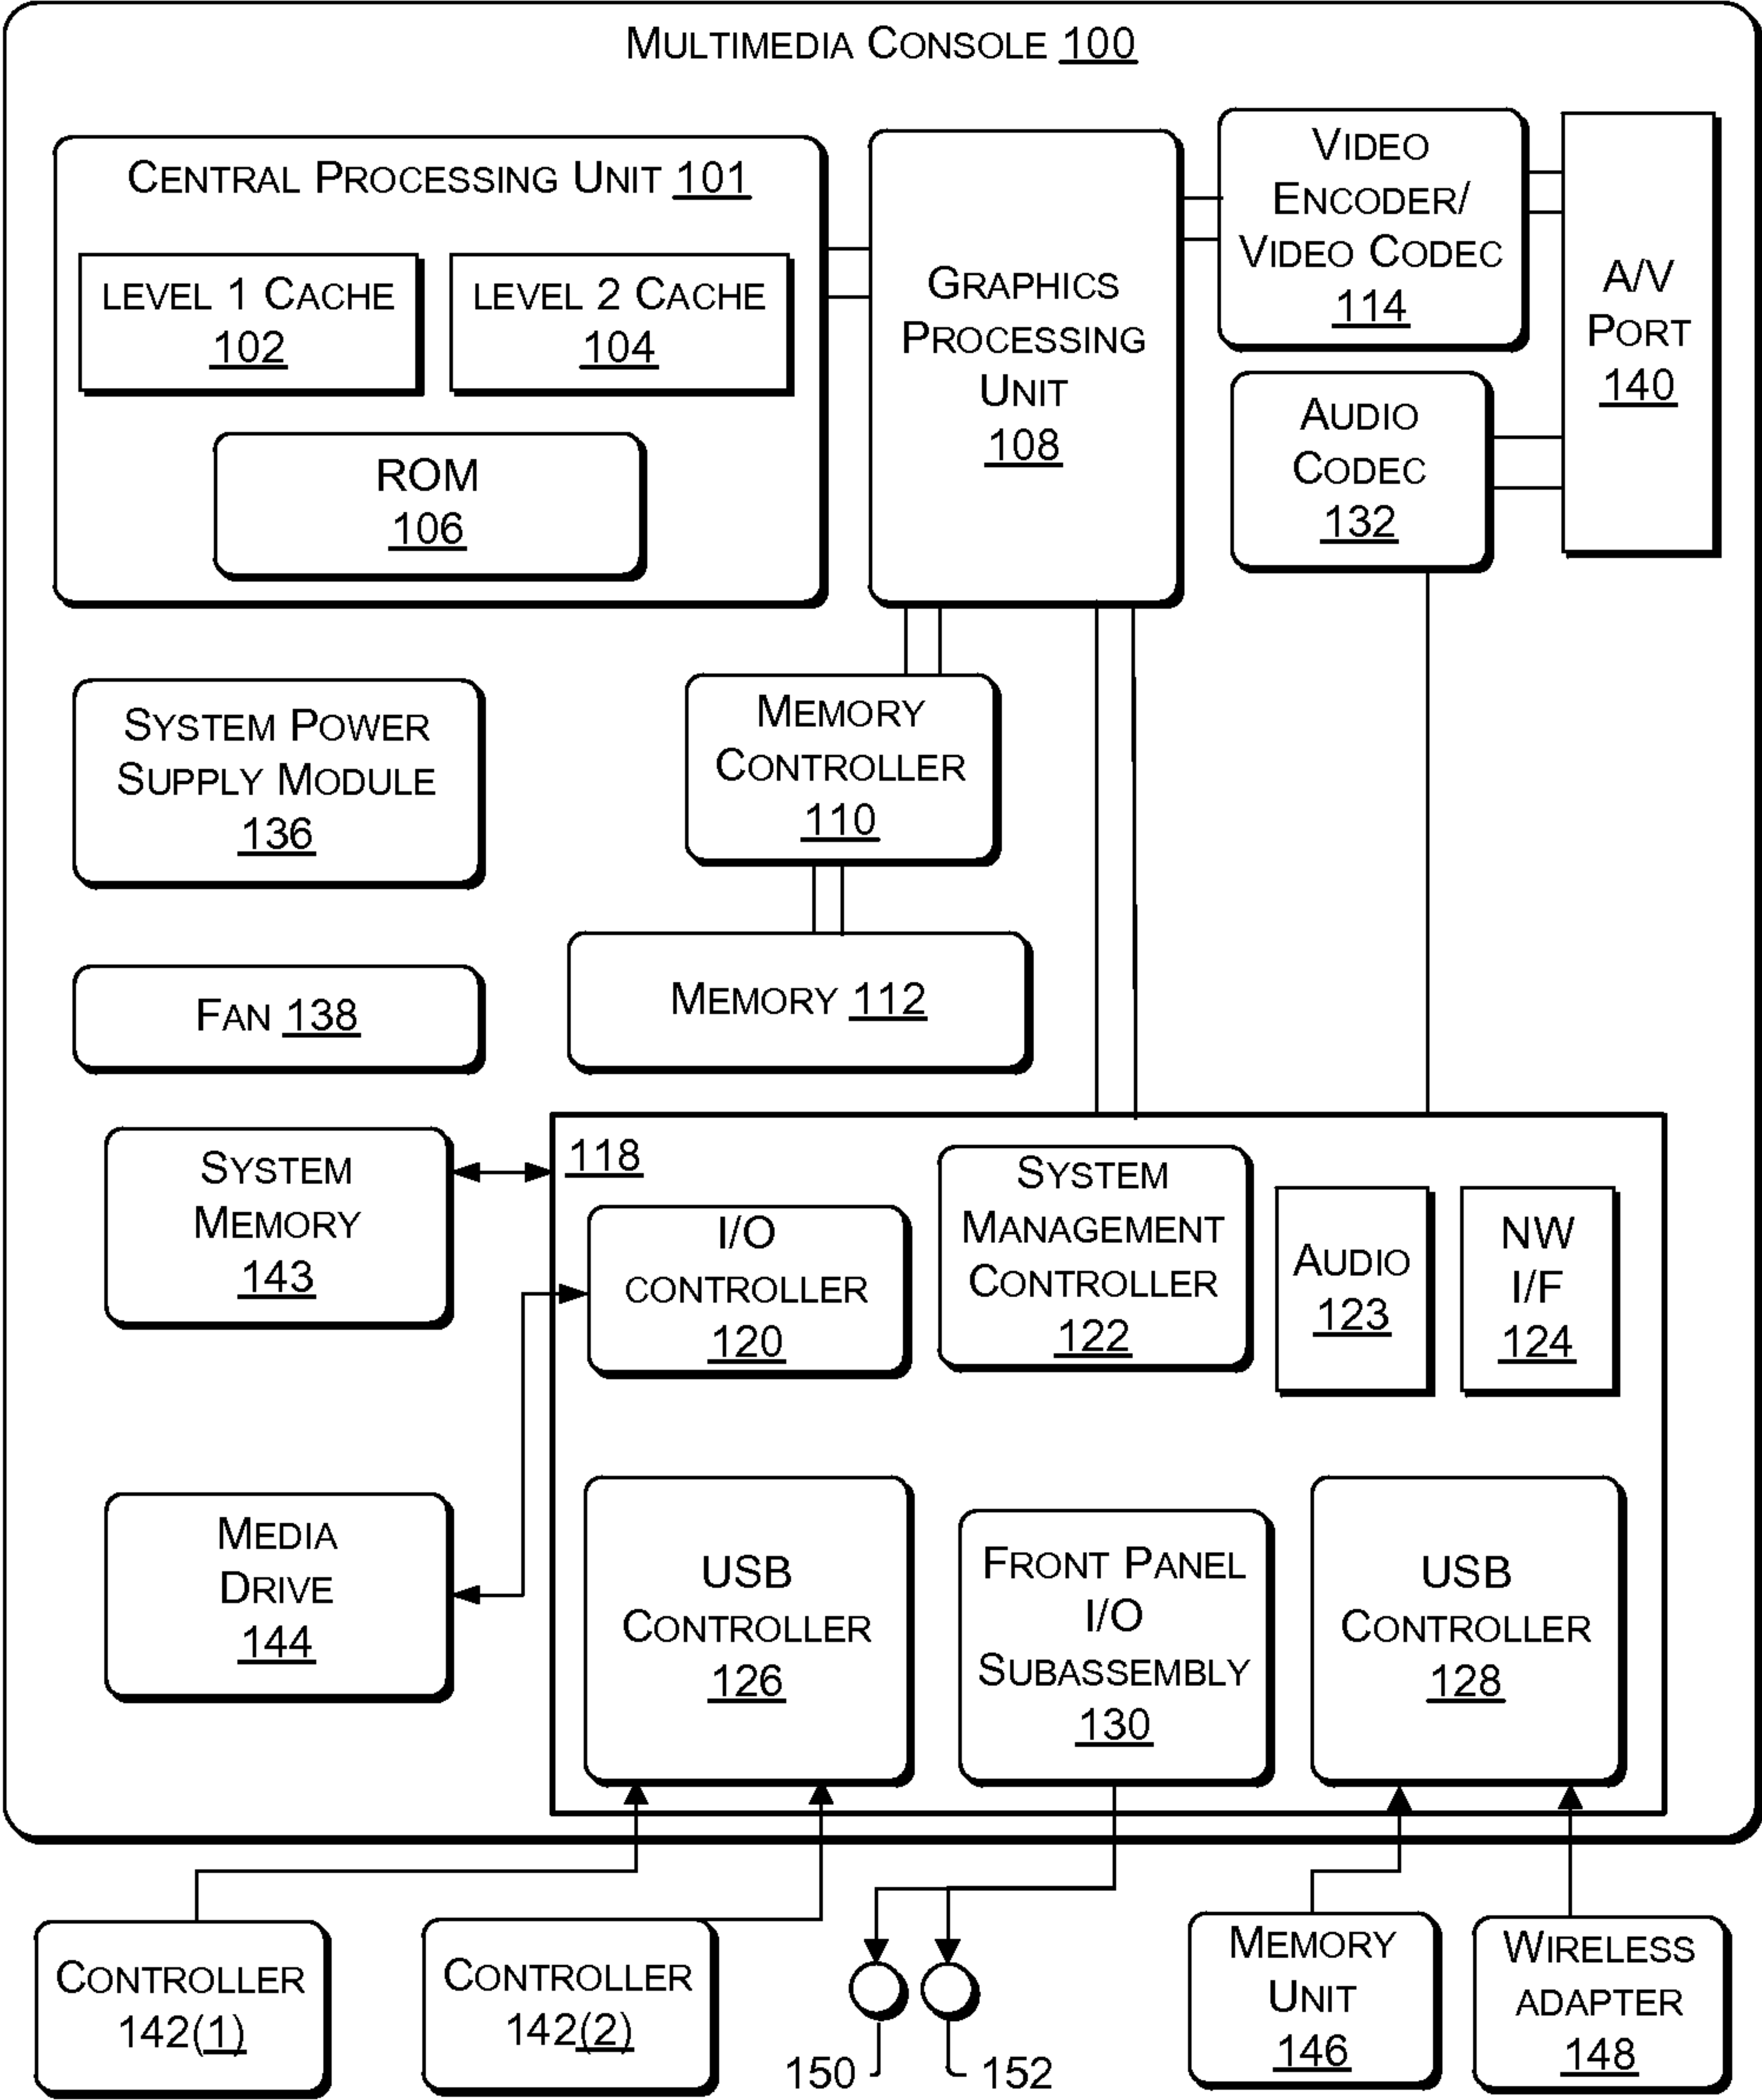 MULTIMEDIA CONSOLE 100
CENTRAL PROCESSING UNIT 101
LEVEL 1 CACHE
102
LEVEL 2 CACHE
104
ROM
106
GRAPHICS
PROCESSING
UNIT
108
VIDEO
ENCODER/
VIDEO CODEC
114
A/V
PORT
140
AUDIO
CODEC
132
SYSTEM POWER
SUPPLY MODULE
136
MEMORY
CONTROLLER
110
FAN 138
MEMORY 112
SYSTEM
MEMORY
143
118
I/O
CONTROLLER
120
SYSTEM
MANAGEMENT
CONTROLLER
122
AUDIO
123
NW
I/F
124
MEDIA
DRIVE
144
USB
CONTROLLER
126
FRONT PANEL
I/O
SUBASSEMBLY
130
USB
CONTROLLER
128
CONTROLLER
142(1)
CONTROLLER
142(2)
150
152
MEMORY
UNIT
146
WIRELESS
ADAPTER
148